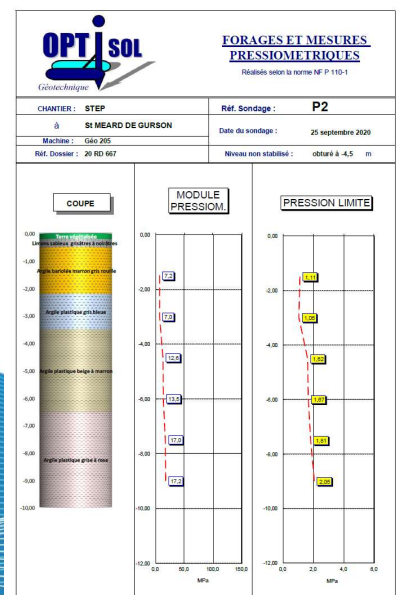 OPTISOL
Géotechnique
FORAGES ET MESURES
PRESSIOMETRIQUES
Réalisés selon la norme NF P 110-1
CHANTIER : STEP
à St MEARD DE GURSON
Machine : Géo 205
Réf. Dossier : 20 RD 667
Réf. Sondage : P2
Date du sondage : 25 septembre 2020
Niveau non stabilisé : obturé à -4,5 m
COUPE
0,00
-1,00
-2,00
-3,00
-4,00
-5,00
-6,00
-7,00
-8,00
-9,00
-10,00
Terre végétalisée
Limons sableux grisâtres à noirâtres
Argile bariolée marron gris rouille
Argile plastique gris bleue
Argile plastique beige à marron
Argile plastique grise à rose
MODULE
PRESSIOM.
0,00
-2,00
-4,00
-6,00
-8,00
-10,00
-12,00
7,2
7,0
12,6
13,5
17,0
17,2
0,0 50,0 100,0 150,0
MPa
PRESSION LIMITE
0,00
-2,00
-4,00
-6,00
-8,00
-10,00
-12,00
1,11
1,05
1,62
1,67
1,81
2,05
0,0 2,0 4,0 6,0
MPa